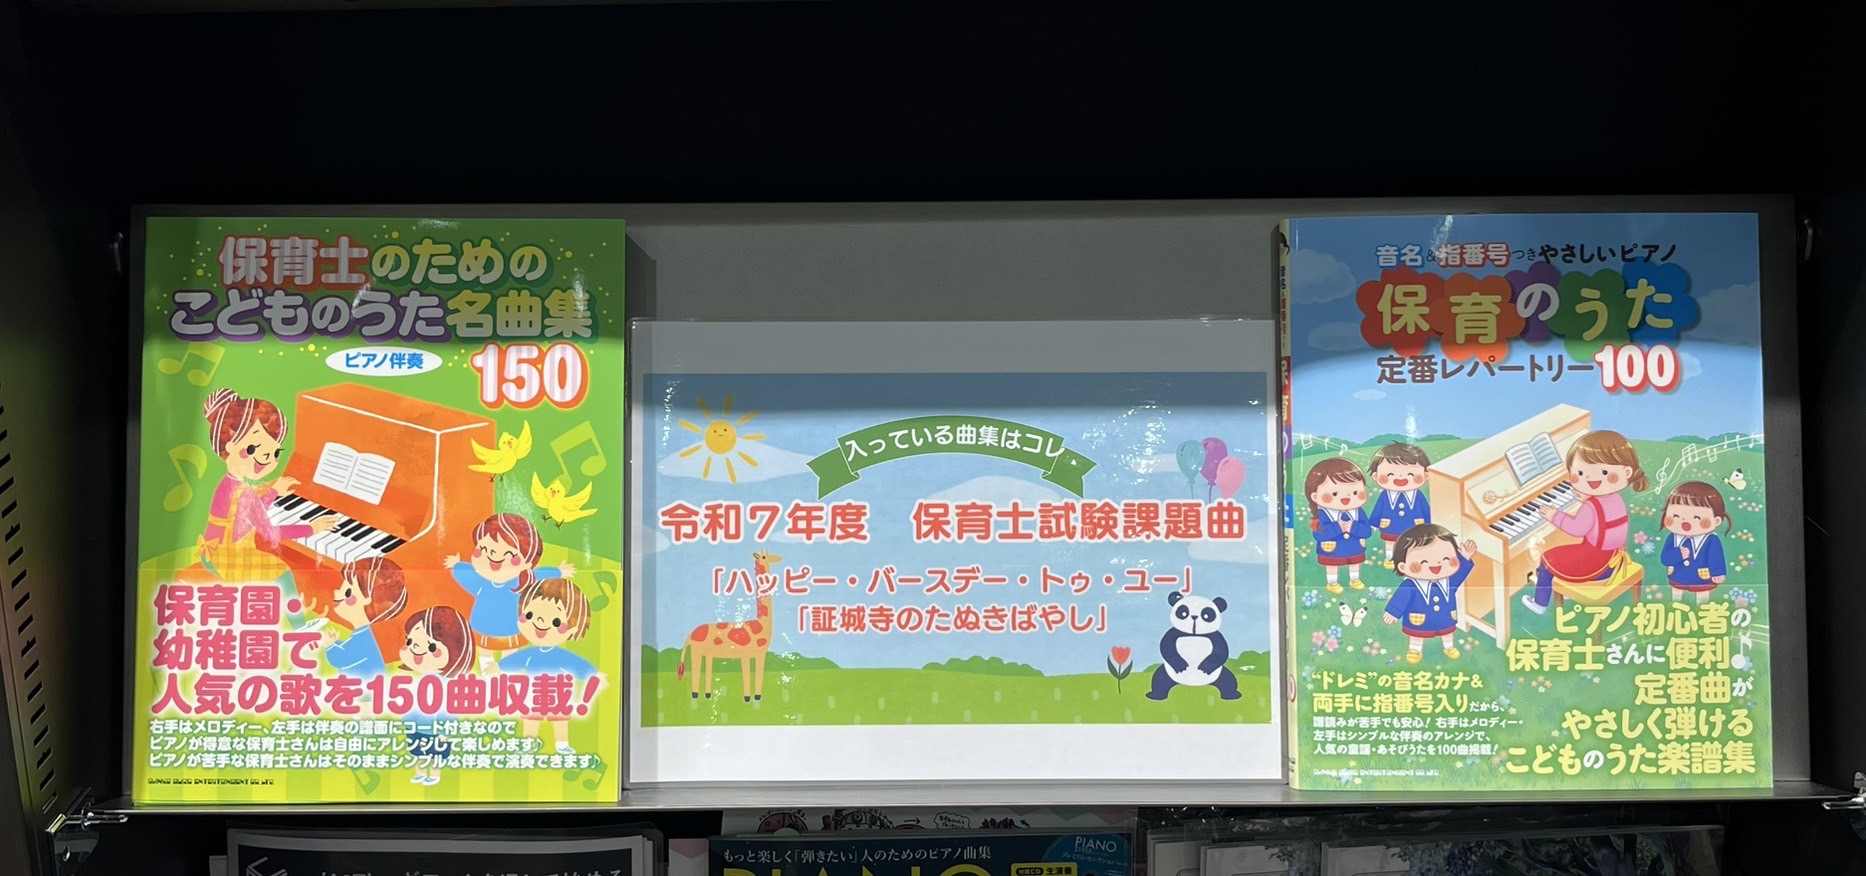 保育士のための
こどものうた名曲集
ピアノ伴奏
150
保育園・
幼稚園で
人気の歌を150曲収載!
右手はメロディー、左手は伴奏の譜面にコード付きなので
ピアノが得意な保育士さんは自由にアレンジして楽しめます♪
ピアノが苦手な保育士さんはそのままシンプルな伴奏で演奏できます♪
入っている曲集はコレ
令和7年度 保育士試験課題曲
「ハッピー・バースデー・トゥ・ユー」
「証城寺のたぬきばやし」
音名&指番号つきやさしいピアノ
保育のうた
定番レパートリー100
ピアノ初心者の
保育士さんに便利♪
定番曲が
やさしく弾ける
こどものうた楽譜集
“ドレミ”の音名カナ&
両手に指番号入りだから、
譜読みが苦手でも安心! 右手はメロディー・
左手はシンプルな伴奏のアレンジで、
人気の童謡・あそびうたを100曲掲載!
もっと楽しく「弾きたい」人のためのピアノ曲集
PIANO